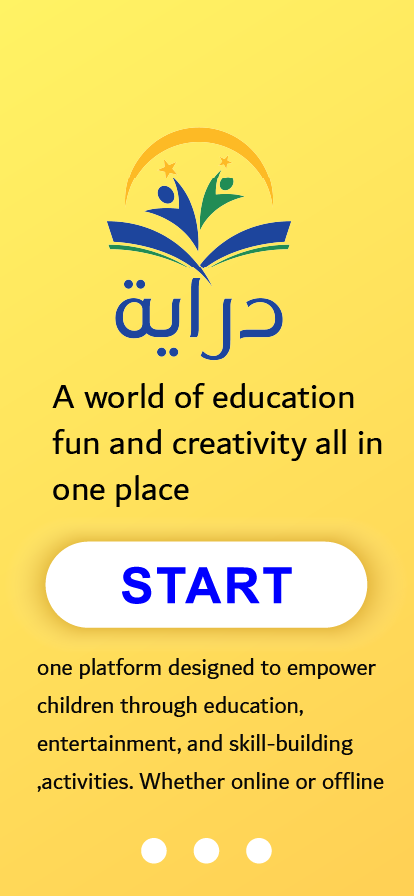 دراية
A world of education
fun and creativity all in
one place
START
one platform designed to empower
children through education,
entertainment, and skill-building
,activities. Whether online or offline